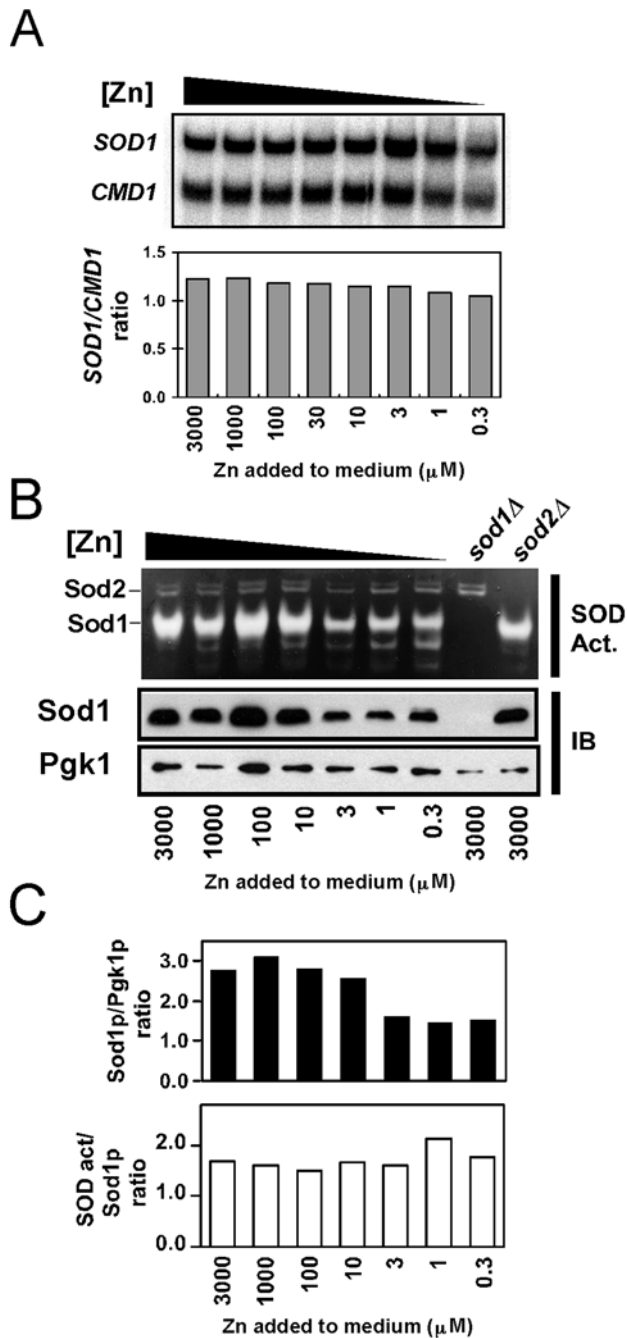 A
[Zn]
SOD1
CMD1
SOD1/CMD1
ratio
1.5
1.0
1.5
0.0
3000
1000
100
30
10
3
1
0.3
Zn added to medium (µM)
B
[Zn]
sod1Δ
sod2Δ
Sod2
Sod1
SOD
Act.
Sod1
Pgk1
IB
3000
1000
100
10
3
1
0.3
3000
3000
Zn added to medium (µM)
C
Sod1p/Pgk1p
ratio
3.0
2.0
1.0
0.0
SOD act/
Sod1p
ratio
2.0
1.0
0.0
3000
1000
100
10
3
1
0.3
Zn added to medium (µM)